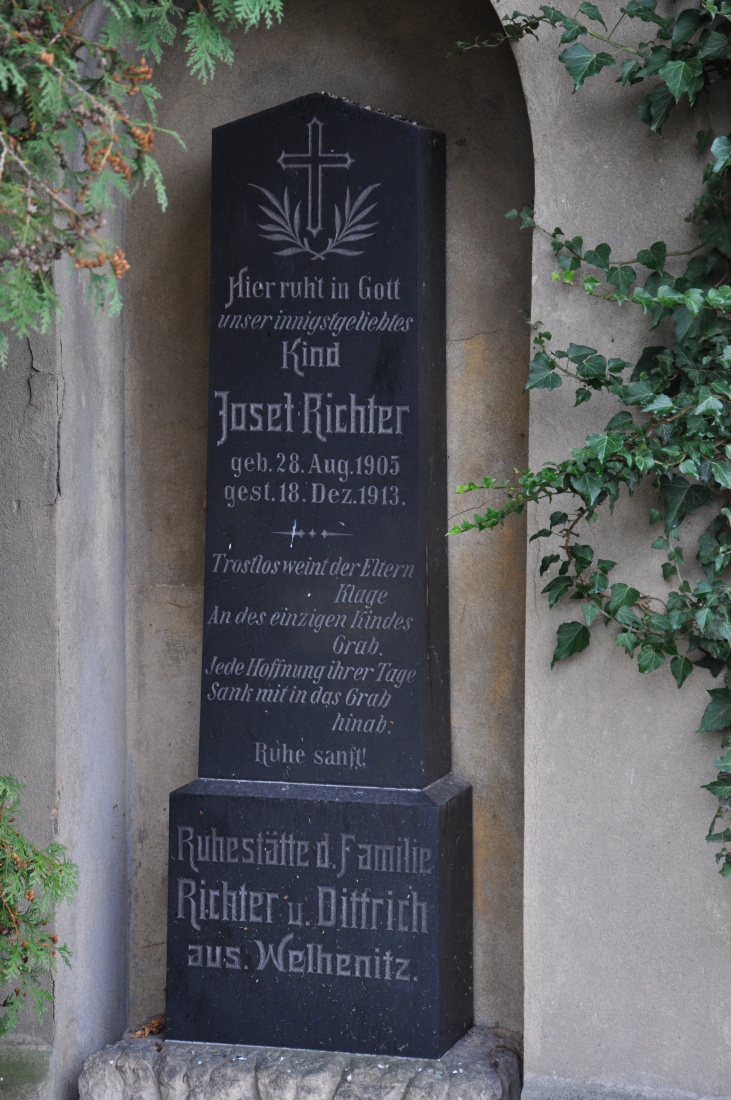 Hier ruht in Gott
unser innigstgeliebtes
Kind
Josef Richter
geb. 28. Aug. 1905
gest. 18. Dez. 1913.
Trostlos weint der Eltern
Klage
An des einzigen Kindes
Grab.
Jede Hoffnung ihrer Tage
Sank mit in das Grab
hinab.
Ruhe sanft!
Ruhestätte d. Familie
Richter u. Dittrich
aus. Welhenitz.